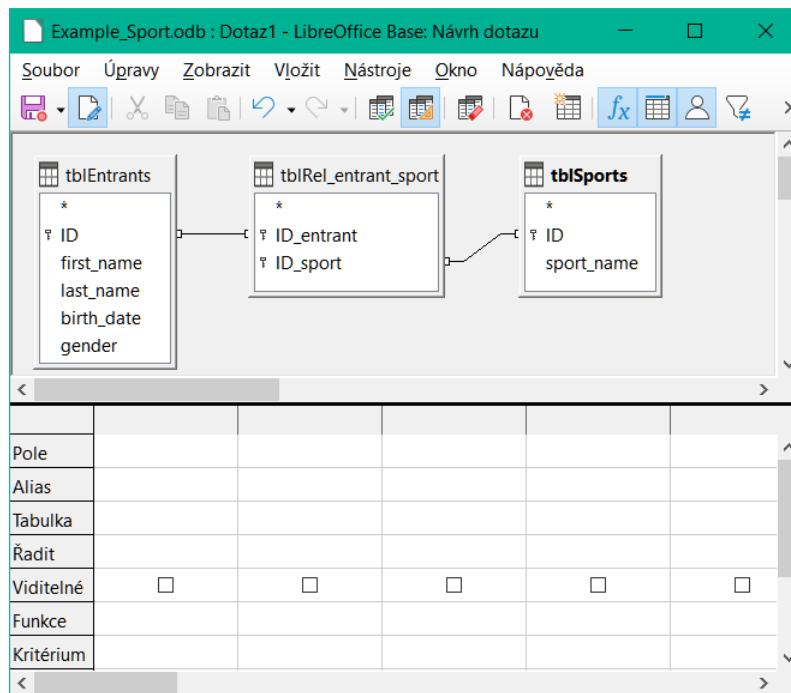 Example_Sport.odb : Dotaz1 - LibreOffice Base: Návrh dotazu
Soubor Úpravy Zobrazit Vložit Nástroje Okno Nápověda
fx
tblEntrants
*
ID
first_name
last_name
birth_date
gender
tblRel_entrant_sport
*
ID_entrant
ID_sport
tblSports
*
ID
sport_name
Pole
Alias
Tabulka
Řadit
Viditelné
Funkce
Kritérium